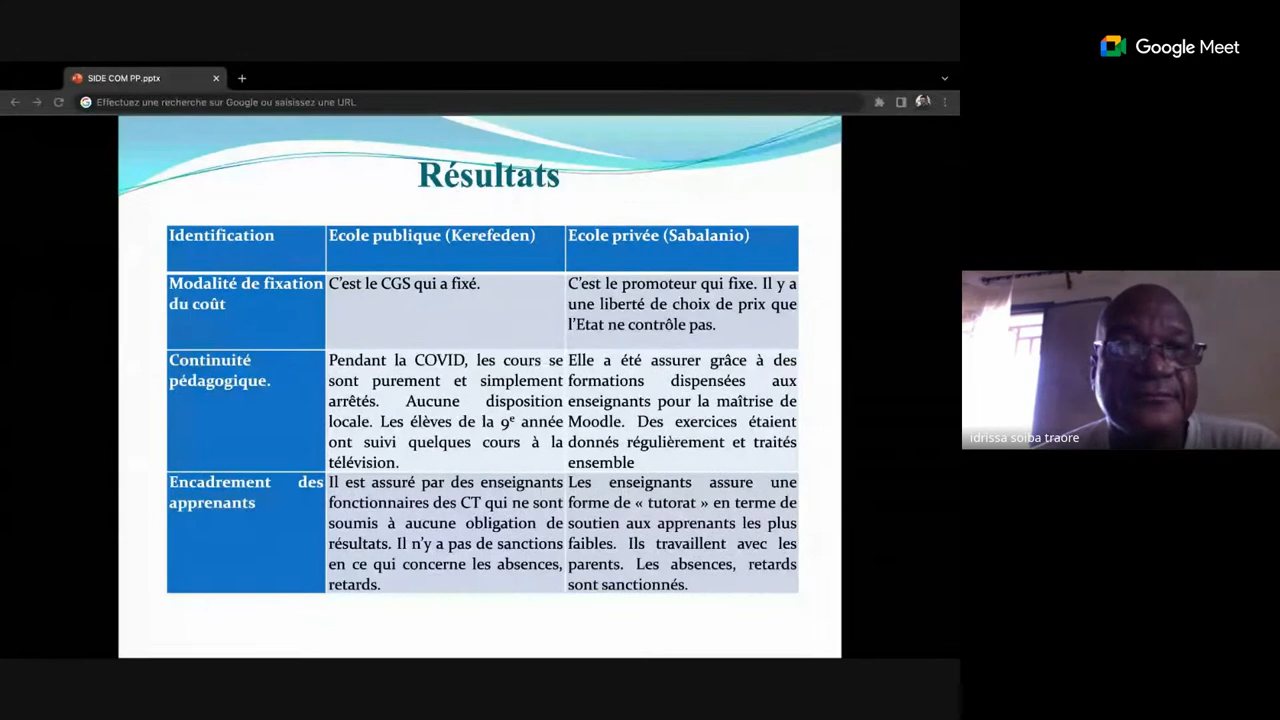 Google Meet
SIDE COM PP.pptx
Effectuez une recherche sur Google ou saisissez une URL
Résultats
Identification
Ecole publique (Kerefeden)
Ecole privée (Sabalanio)
Modalité de fixation
du coût
C’est le CGS qui a fixé.
C’est le promoteur qui fixe. Il y a
une liberté de choix de prix que
l’Etat ne contrôle pas.
Continuité
pédagogique.
Pendant la COVID, les cours se
sont purement et simplement
arrêtés. Aucune disposition
locale. Les élèves de la 9e année
ont suivi quelques cours à la
télévision.
Elle a été assurer grâce à des
formations dispensées aux
enseignants pour la maîtrise de
Moodle. Des exercices étaient
donnés régulièrement et traités
ensemble
Encadrement des
apprenants
Il est assuré par des enseignants
fonctionnaires des CT qui ne sont
soumis à aucune obligation de
résultats. Il n’y a pas de sanctions
en ce qui concerne les absences,
retards.
Les enseignants assure une
forme de « tutorat » en terme de
soutien aux apprenants les plus
faibles. Ils travaillent avec les
parents. Les absences, retards
sont sanctionnés.
idrissa soiba traore